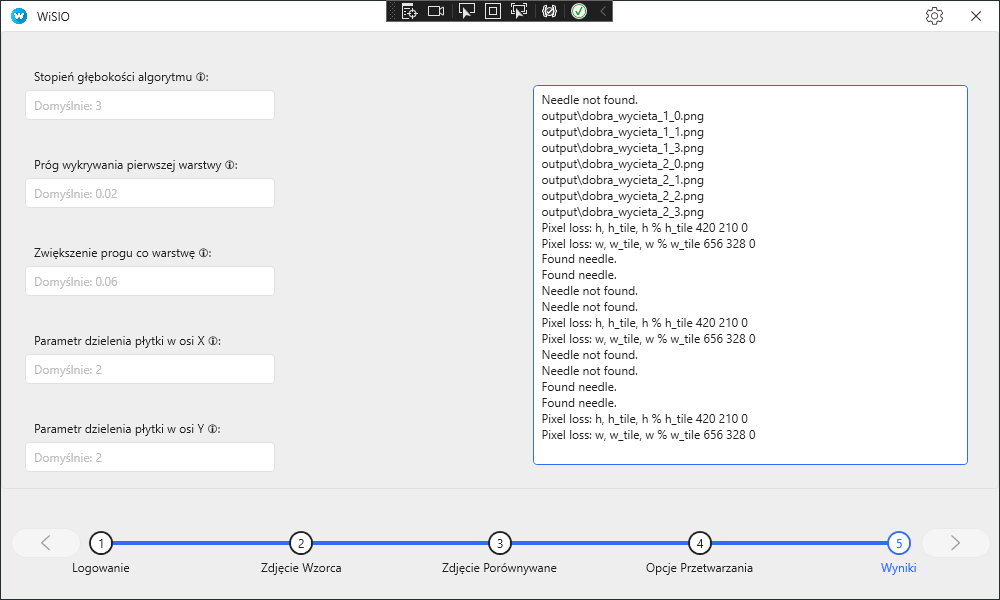 WiSIO
Stopień głębokości algorytmu ⓘ:
Domyślnie: 3
Próg wykrywania pierwszej warstwy ⓘ:
Domyślnie: 0.02
Zwiększenie progu co warstwę ⓘ:
Domyślnie: 0.06
Parametr dzielenia płytki w osi X ⓘ:
Domyślnie: 2
Parametr dzielenia płytki w osi Y ⓘ:
Domyślnie: 2
Needle not found.
output\dobra_wycieta_1_0.png
output\dobra_wycieta_1_1.png
output\dobra_wycieta_1_3.png
output\dobra_wycieta_2_0.png
output\dobra_wycieta_2_1.png
output\dobra_wycieta_2_2.png
output\dobra_wycieta_2_3.png
Pixel loss: h, h_tile, h % h_tile 420 210 0
Pixel loss: w, w_tile, w % w_tile 656 328 0
Found needle.
Found needle.
Needle not found.
Needle not found.
Pixel loss: h, h_tile, h % h_tile 420 210 0
Pixel loss: w, w_tile, w % w_tile 656 328 0
Needle not found.
Needle not found.
Found needle.
Found needle.
Pixel loss: h, h_tile, h % h_tile 420 210 0
Pixel loss: w, w_tile, w % w_tile 656 328 0
1 2 3 4 5
Logowanie Zdjęcie Wzorca Zdjęcie Porównywane Opcje Przetwarzania Wyniki